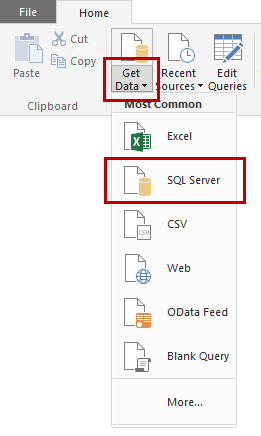 File Home
Cut
Copy
Paste
Get Data
Recent Sources
Edit Queries
Clipboard
Most Common
Excel
SQL Server
CSV
CSV
Web
OData Feed
Blank Query
More...